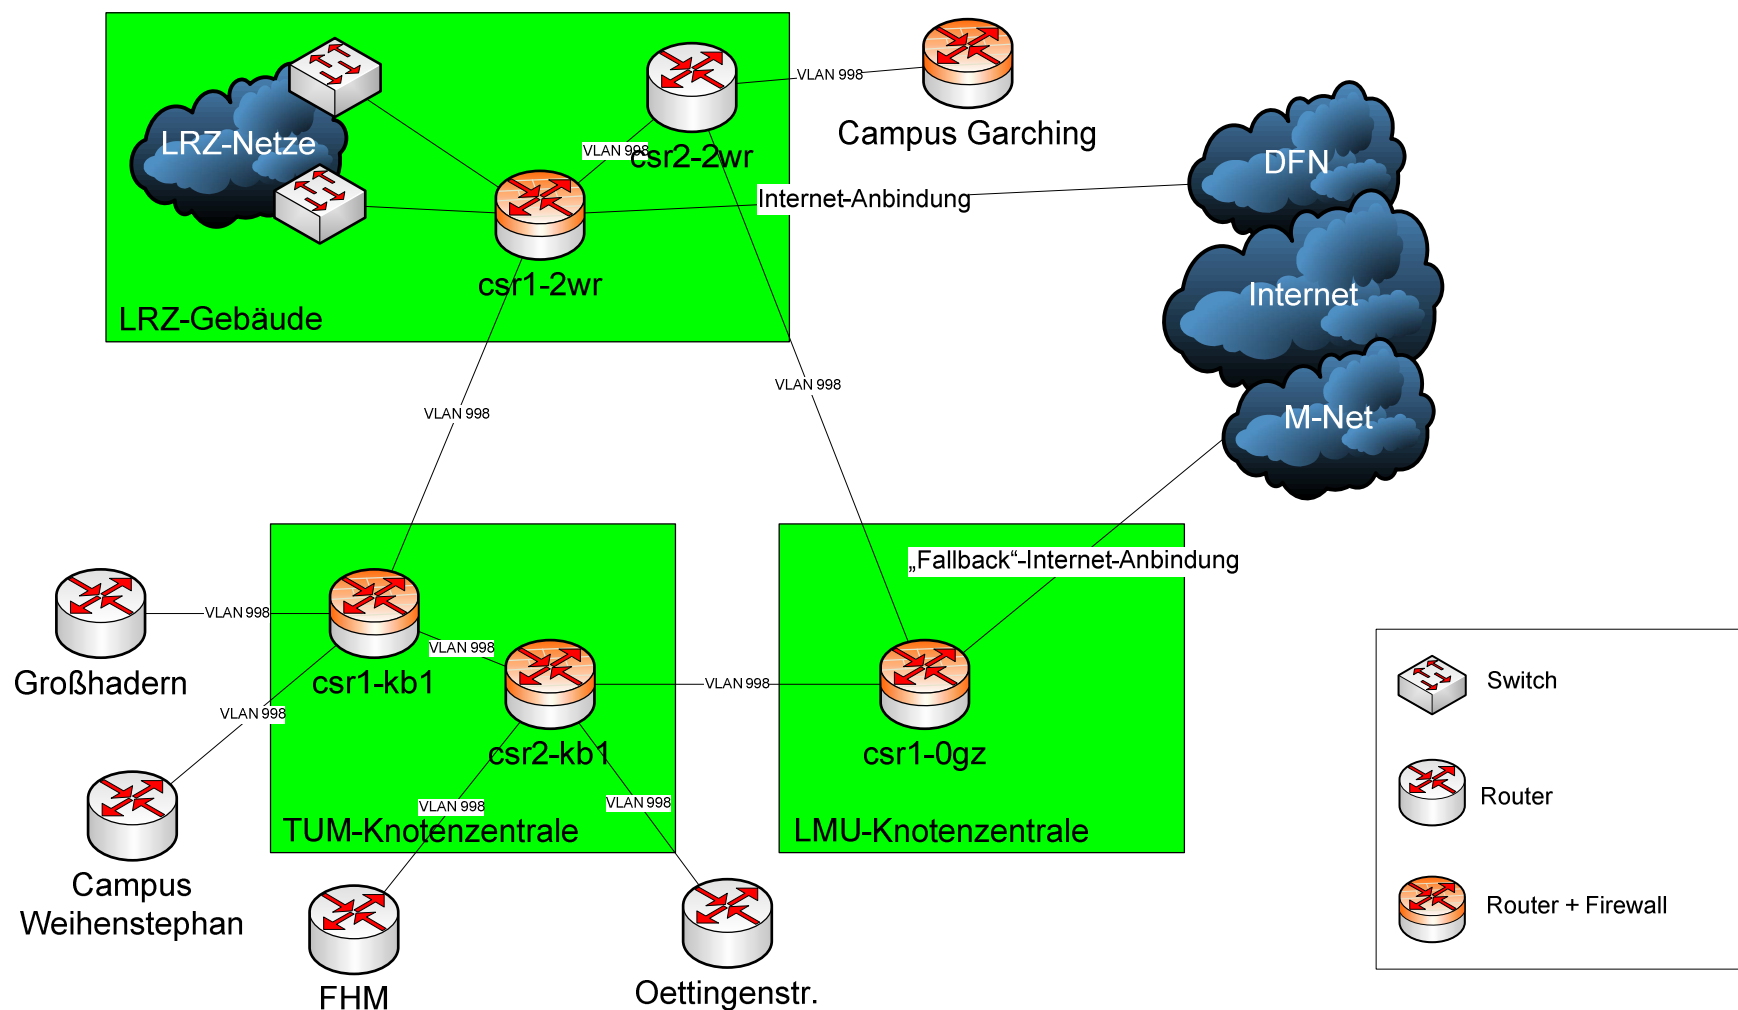 VLAN 998
Campus Garching
LRZ-Netze
VLAN 998
csr2-2wr
DFN
Internet-Anbindung
csr1-2wr
Internet
LRZ-Gebäude
VLAN 998
VLAN 998
M-Net
„Fallback“-Internet-Anbindung
VLAN 998
VLAN 998
Großhadern
csr1-kb1
VLAN 998
Switch
VLAN 998
csr2-kb1
csr1-0gz
VLAN 998
VLAN 998
Router
TUM-Knotenzentrale
LMU-Knotenzentrale
Campus
Weihenstephan
Router + Firewall
FHM
Oettingenstr.